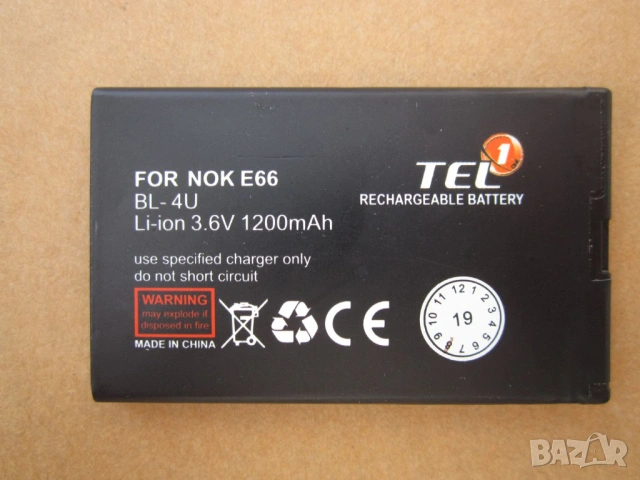 FOR NOK E66
BL- 4U
Li-ion 3.6V 1200mAh
use specified charger only
do not short circuit
WARNING
may explode if
disposed in fire
MADE IN CHINA
TEL 1
RECHARGEABLE BATTERY
CE
12 1 2 3 4 5 6 7 8 9 10 11
19
BAZAR